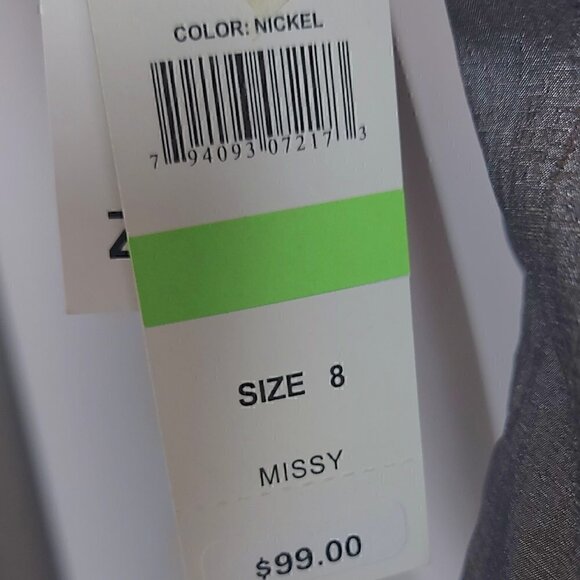 COLOR: NICKEL
7 94093 07217 3
Z
SIZE 8
MISSY
$99.00